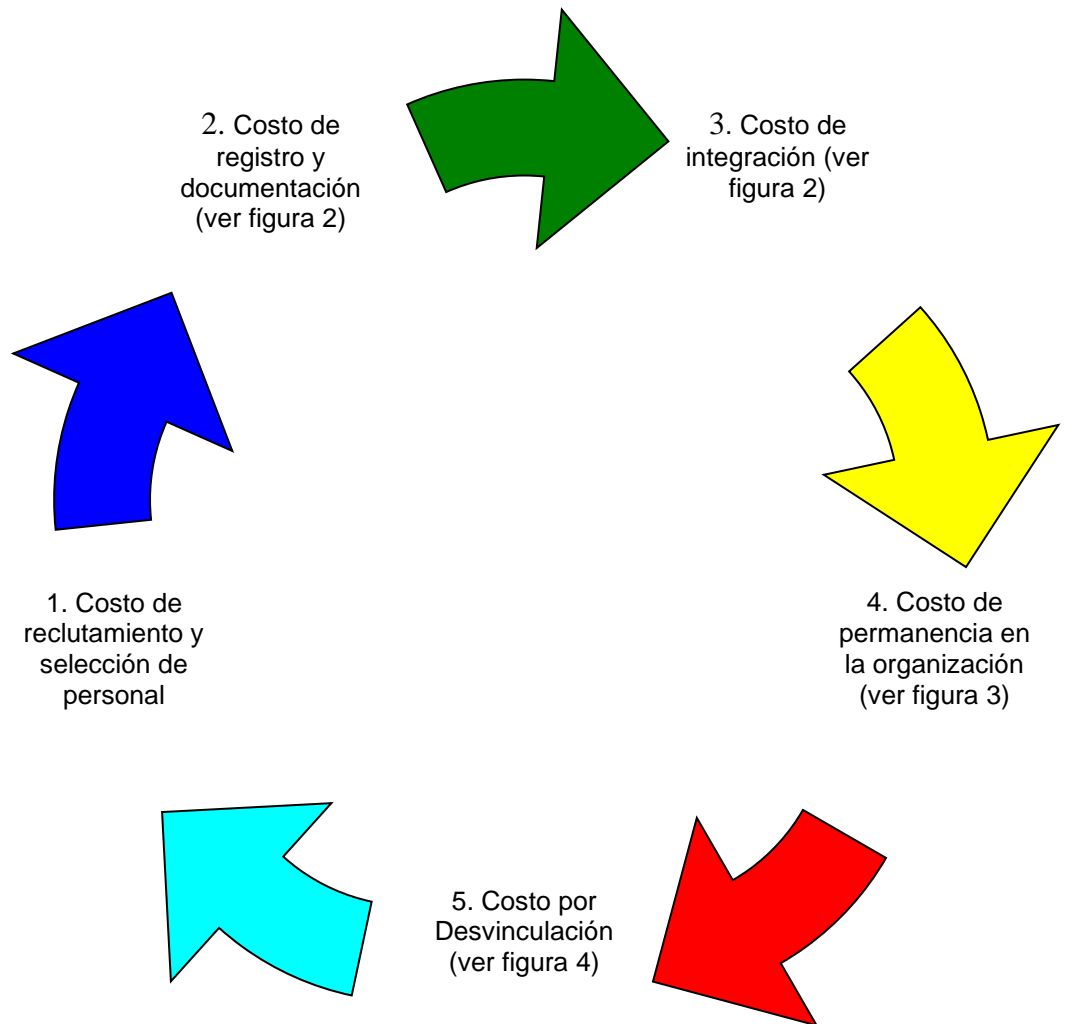 2. Costo de
registro y
documentación
(ver figura 2)
3. Costo de
integración (ver
figura 2)
1. Costo de
reclutamiento y
selección de
personal
4. Costo de
permanencia en
la organización
(ver figura 3)
5. Costo por
Desvinculación
(ver figura 4)